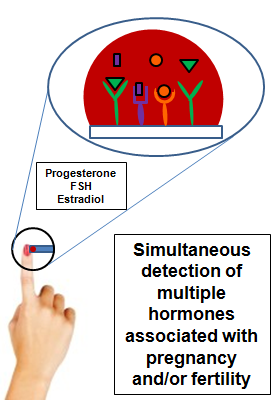 Progesterone
FSH
Estradiol
Simultaneous
detection of
multiple
hormones
associated with
pregnancy
and/or fertility